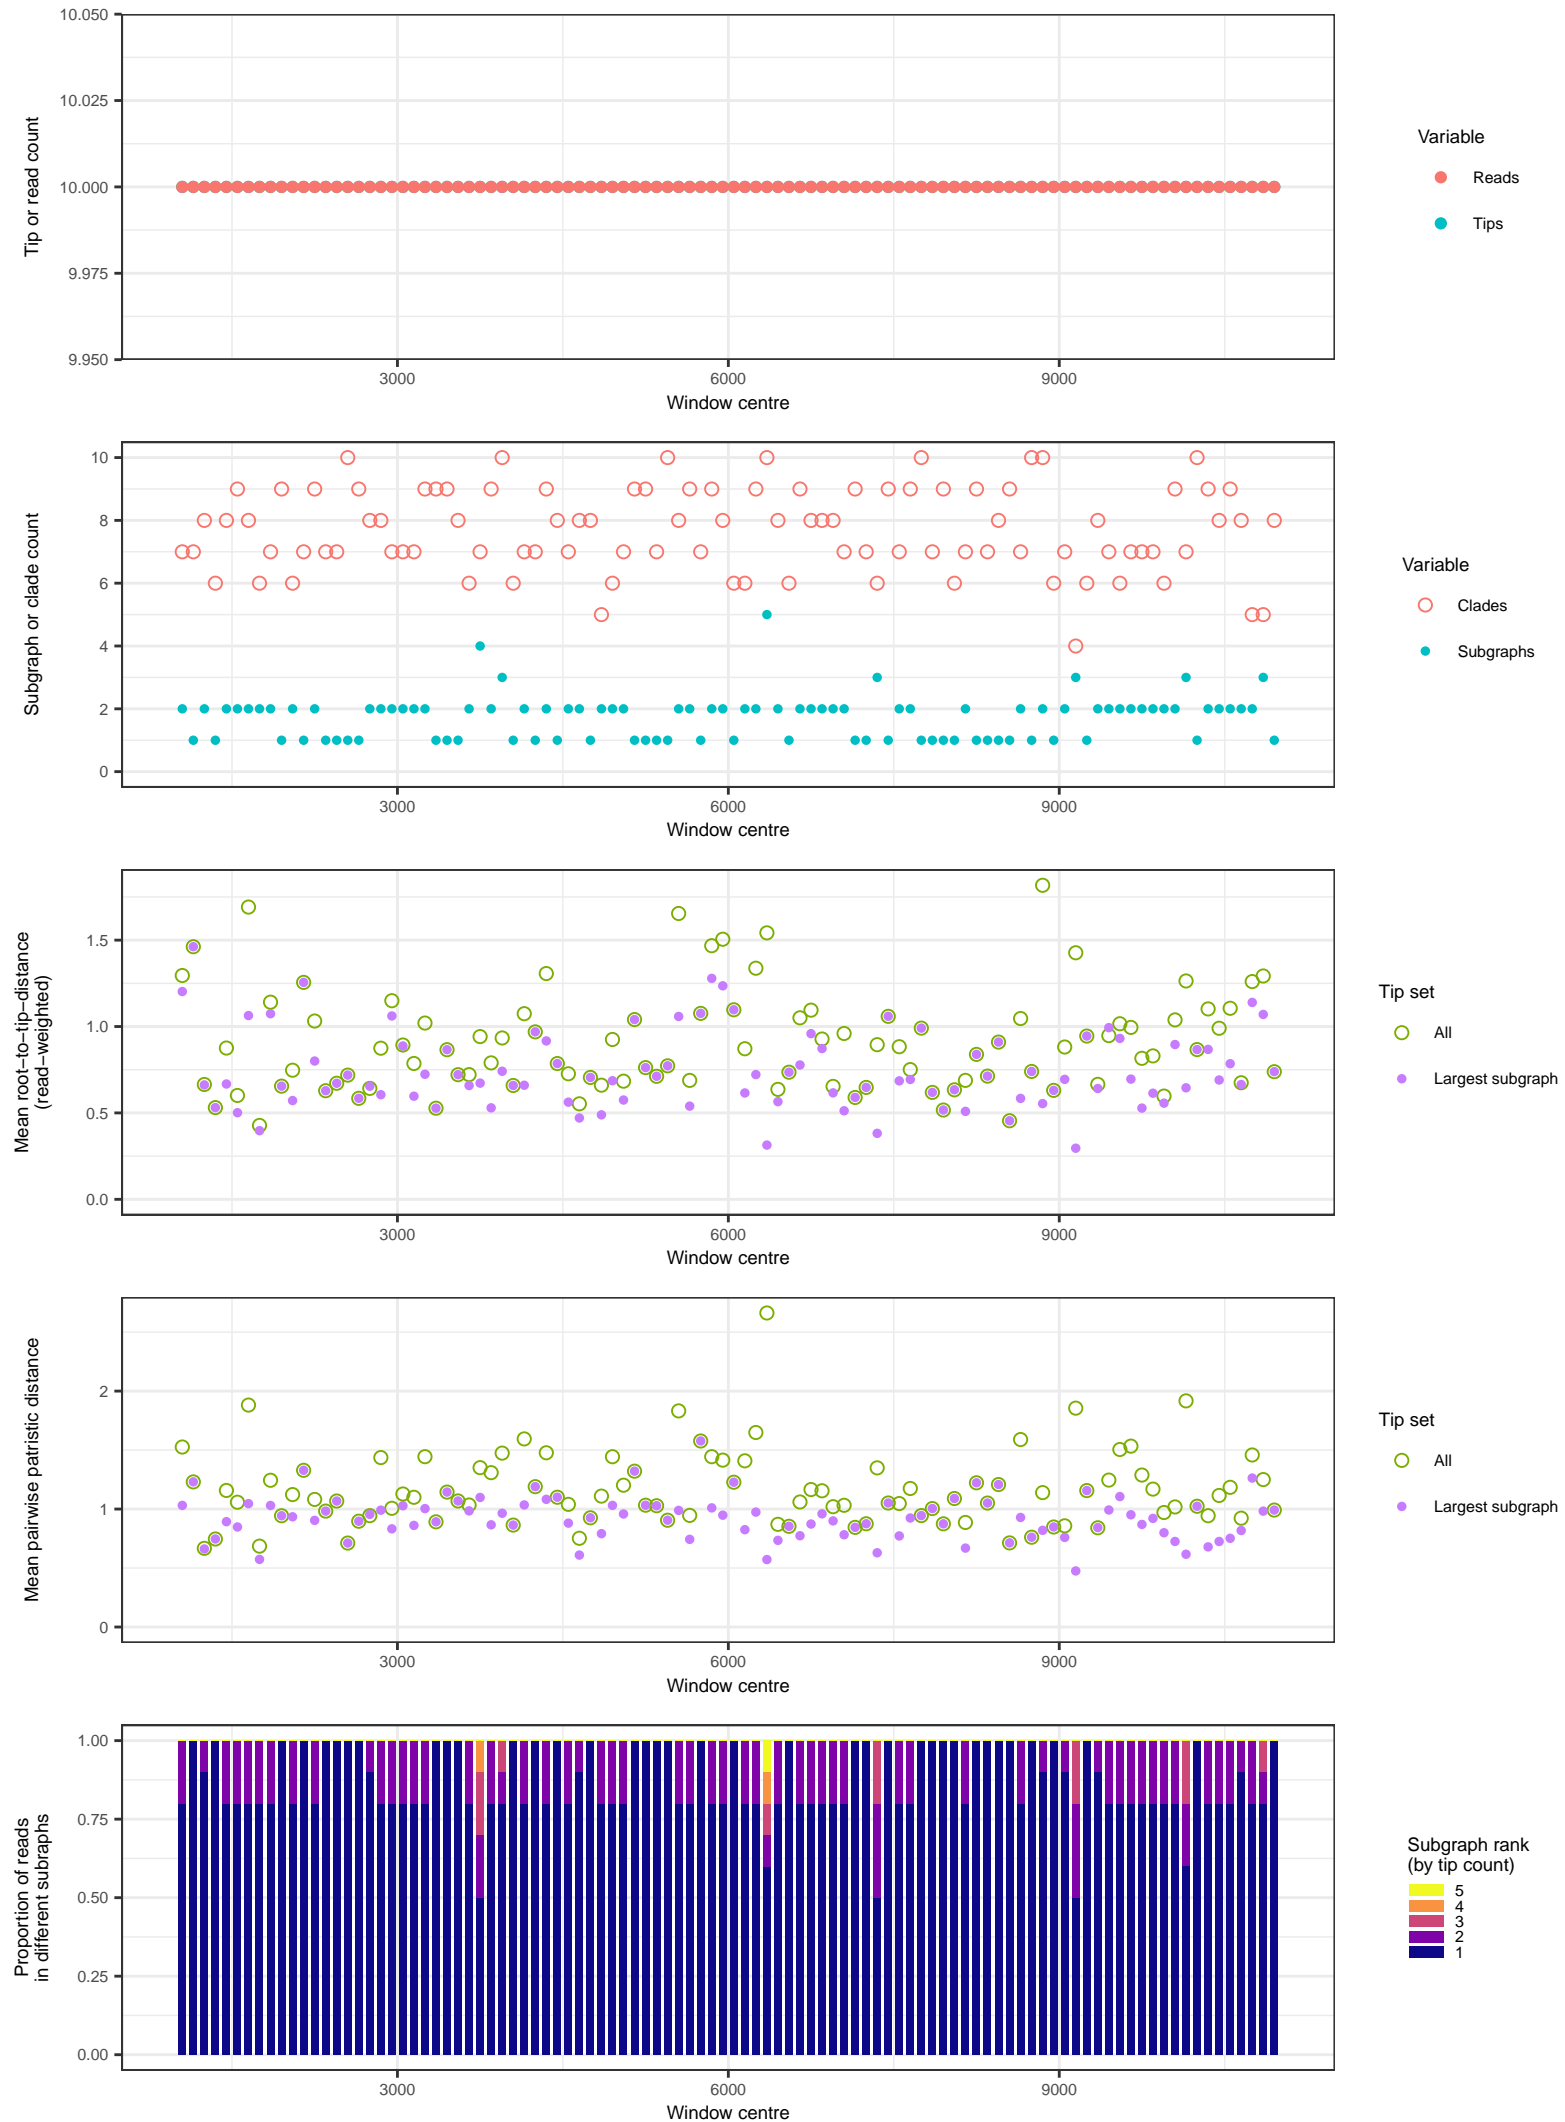 10.050
10.025
10.000
9.975
9.950
Tip or read count
3000
6000
9000
Window centre
Variable
Reads
Tips
10
8
6
4
2
0
Subgraph or clade count
3000
6000
9000
Window centre
Variable
Clades
Subgraphs
1.5
1.0
0.5
0.0
Mean root−to−tip−distance
(read−weighted)
3000
6000
9000
Window centre
Tip set
All
Largest subgraph
2
1
0
Mean pairwise patristic distance
3000
6000
9000
Window centre
Tip set
All
Largest subgraph
1.00
0.75
0.50
0.25
0.00
Proportion of reads
in different subraphs
3000
6000
9000
Window centre
Subgraph rank
(by tip count)
5
4
3
2
1